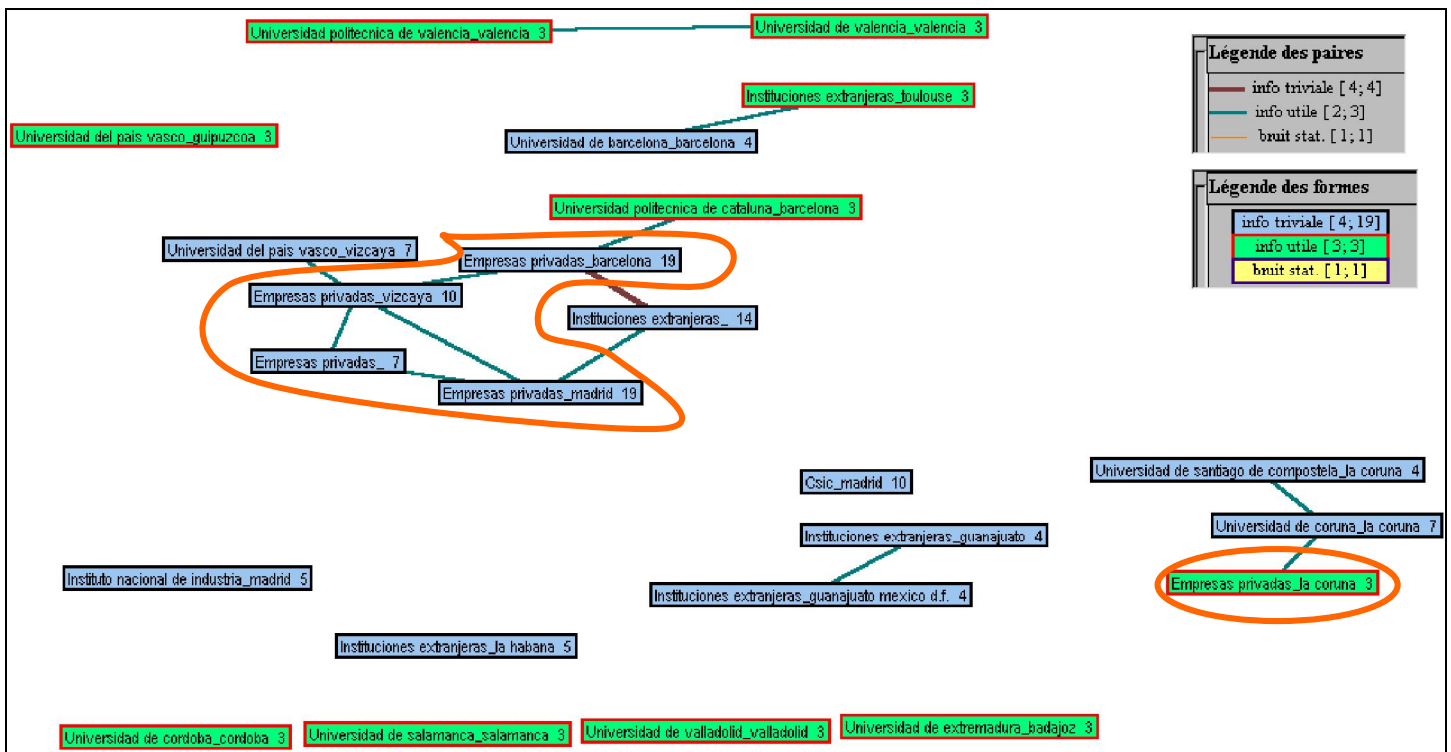 Universidad politecnica de valencia_valencia 3
Universidad de valencia_valencia 3
Légende des paires
info triviale [4;4]
info utile [2;3]
bruit stat. [1;1]
Instituciones extranjeras_toulouse 3
Universidad del pais vasco_guipuzcoa 3
Universidad de barcelona_barcelona 4
Légende des formes
info triviale [4;19]
info utile [3;3]
bruit stat. [1;1]
Universidad politecnica de cataluna_barcelona 3
Universidad del pais vasco_vizcaya 7
Empresas privadas_barcelona 19
Empresas privadas_vizcaya 10
Instituciones extranjeras_ 14
Empresas privadas_ 7
Empresas privadas_madrid 19
Universidad de santiago de compostela_la coruna 4
Csic_madrid 10
Universidad de coruna_la coruna 7
Instituciones extranjeras_guanajuato 4
Instituto nacional de industria_madrid 5
Empresas privadas_la coruna 3
Instituciones extranjeras_guanajuato mexico d.f. 4
Instituciones extranjeras_la habana 5
Universidad de cordoba_cordoba 3
Universidad de salamanca_salamanca 3
Universidad de valladolid_valladolid 3
Universidad de extremadura_badajoz 3